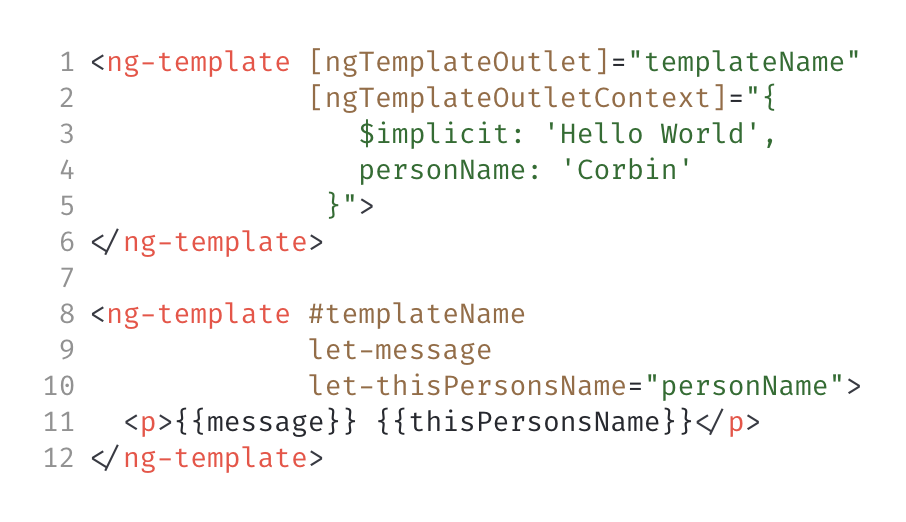 1 <ng-template [ngTemplateOutlet]="templateName"
2              [ngTemplateOutletContext]="{
3                $implicit: 'Hello World',
4                personName: 'Corbin'
5              }">
6 </ng-template>
7
8 <ng-template #templateName
9              let-message
10             let-thisPersonsName="personName">
11   <p>{{message}} {{thisPersonsName}}</p>
12 </ng-template>